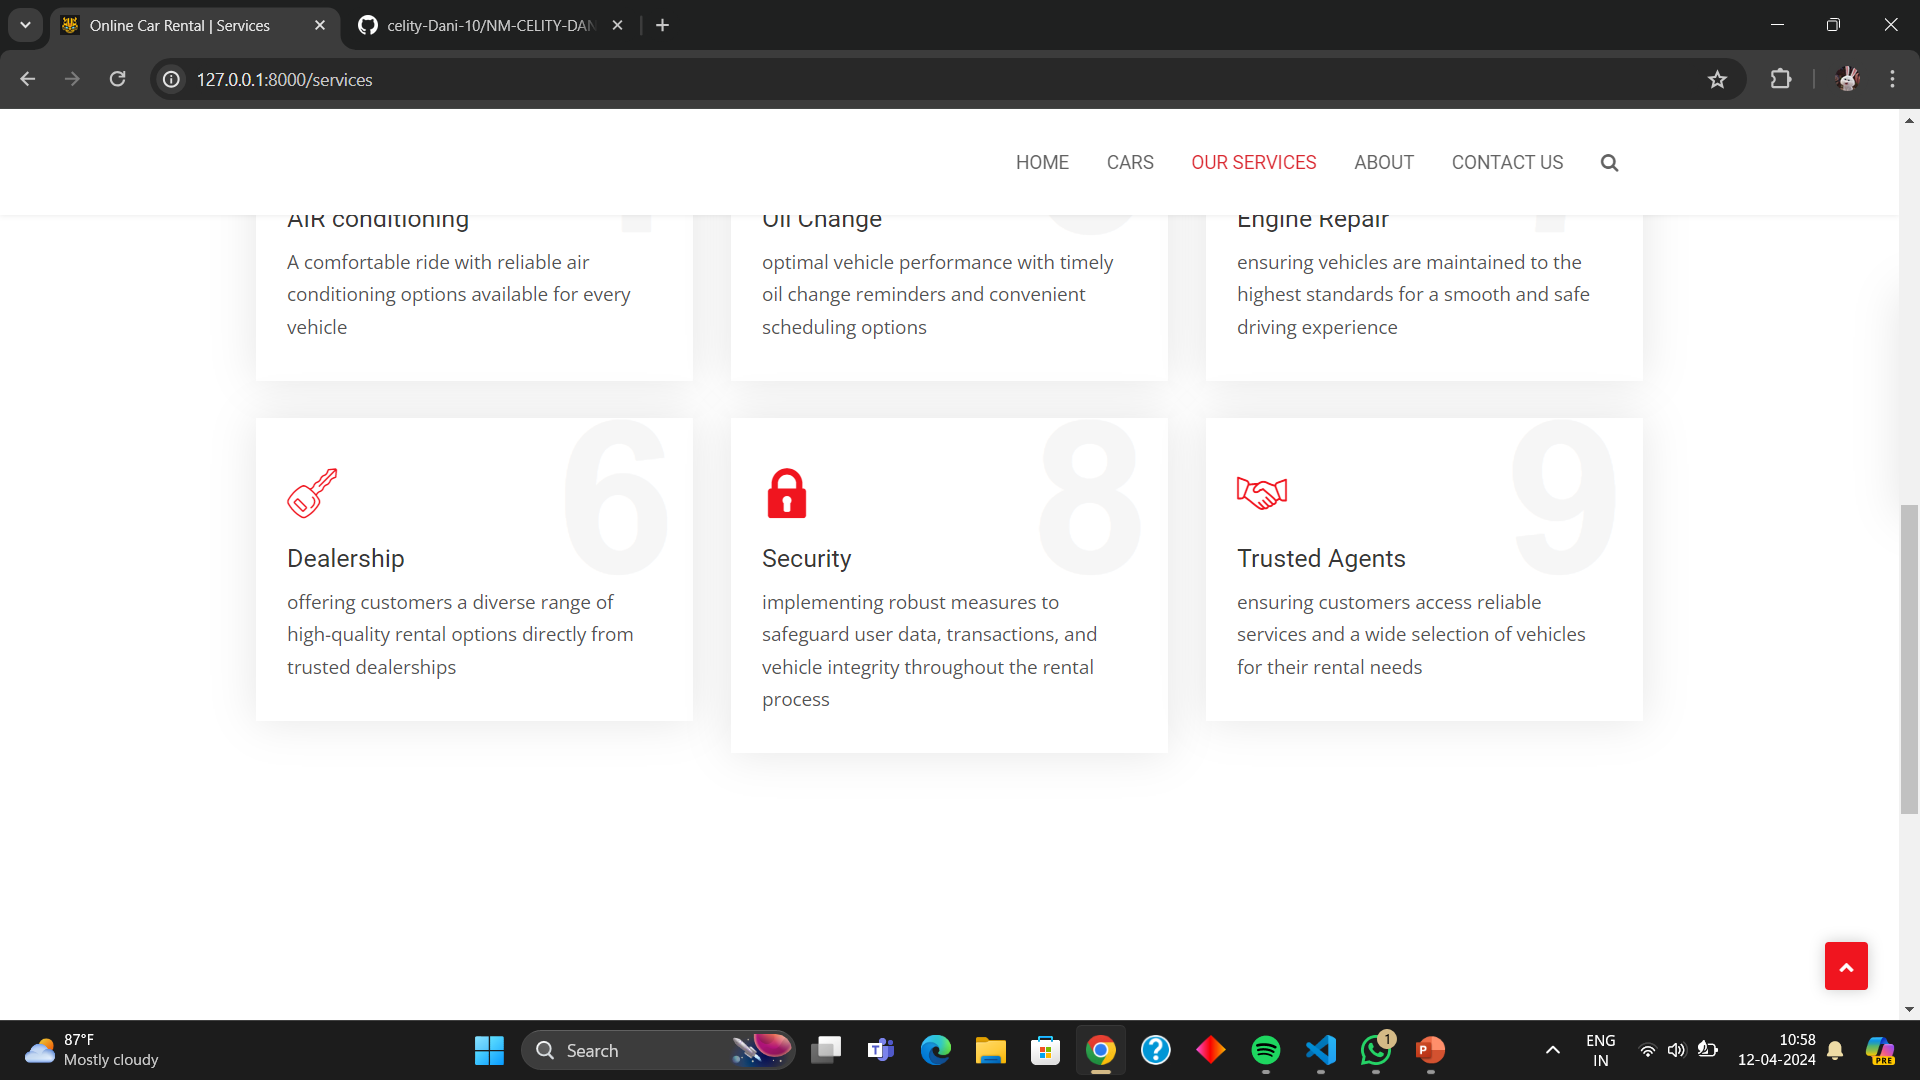 Online Car Rental | Services
celity-Dani-10/NM-CELITY-DAN
127.0.0.1:8000/services
HOME
CARS
OUR SERVICES
ABOUT
CONTACT US
AIR conditioning
A comfortable ride with reliable air
conditioning options available for every
vehicle
Oil Change
optimal vehicle performance with timely
oil change reminders and convenient
scheduling options
Engine Repair
ensuring vehicles are maintained to the
highest standards for a smooth and safe
driving experience
6
Dealership
offering customers a diverse range of
high-quality rental options directly from
trusted dealerships
8
Security
implementing robust measures to
safeguard user data, transactions, and
vehicle integrity throughout the rental
process
9
Trusted Agents
ensuring customers access reliable
services and a wide selection of vehicles
for their rental needs
87°F
Mostly cloudy
Search
1
ENG
IN
10:58
12-04-2024
PRE